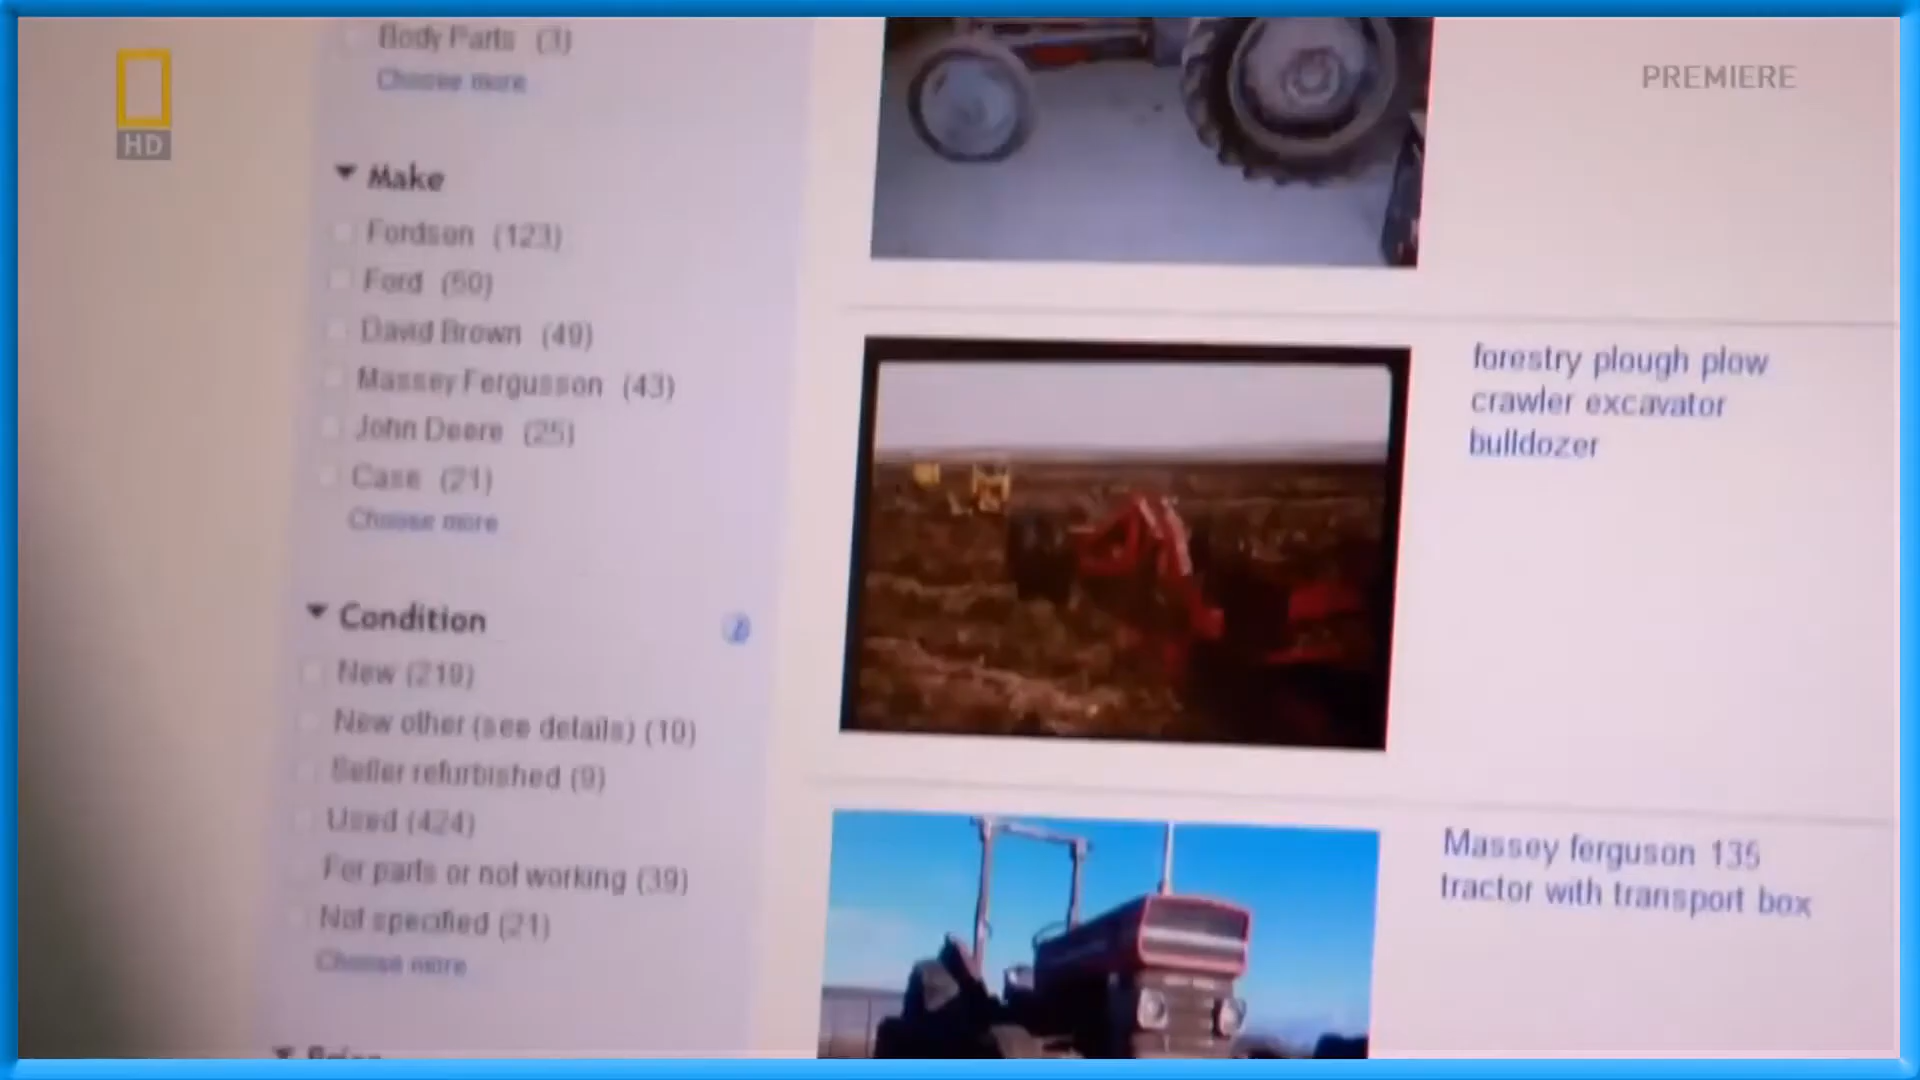 Body Parts (3)
Choose more
HD
PREMIERE
Make
Fordson (123)
Ford (50)
David Brown (49)
Massey Fergusson (43)
John Deere (25)
Case (21)
Choose more
forestry plough plow
crawler excavator
bulldozer
Condition
New (219)
New other (see details) (10)
Seller refurbished (9)
Used (424)
For parts or not working (39)
Not specified (21)
Choose more
Massey ferguson 135
tractor with transport box